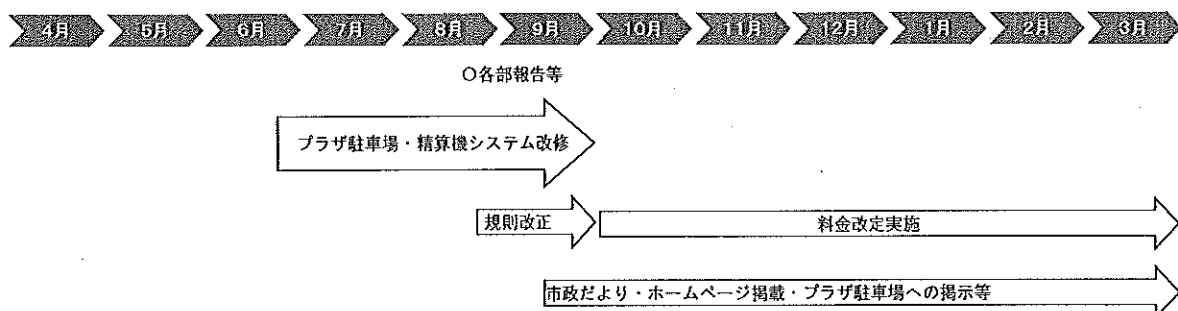 4月 5月 6月 7月 8月 9月 10月 11月 12月 1月 2月 3月
○各部報告等
プラザ駐車場・精算機システム改修
規則改正 料金改定実施
市政だより・ホームページ掲載・プラザ駐車場への掲示等